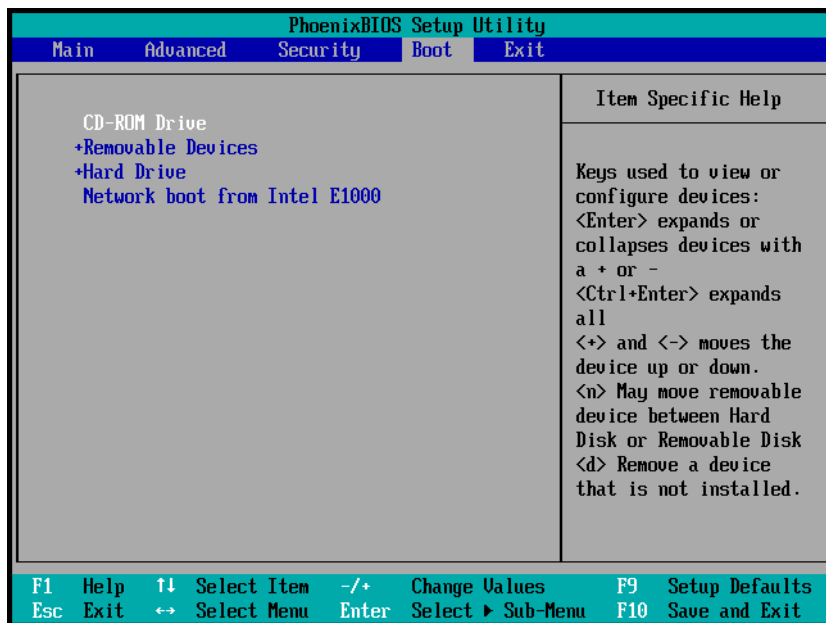 PhoenixBIOS Setup Utility
Main Advanced Security Boot Exit
CD-ROM Drive
+Removable Devices
+Hard Drive
Network boot from Intel E1000
Item Specific Help
Keys used to view or
configure devices:
<Enter> expands or
collapses devices with
a + or -
<Ctrl+Enter> expands
all
<+> and <-> moves the
device up or down.
<n> May move removable
device between Hard
Disk or Removable Disk
<d> Remove a device
that is not installed.
F1 Help ↑↓ Select Item -/+ Change Values F9 Setup Defaults
Esc Exit ↔ Select Menu Enter Select ▶ Sub-Menu F10 Save and Exit